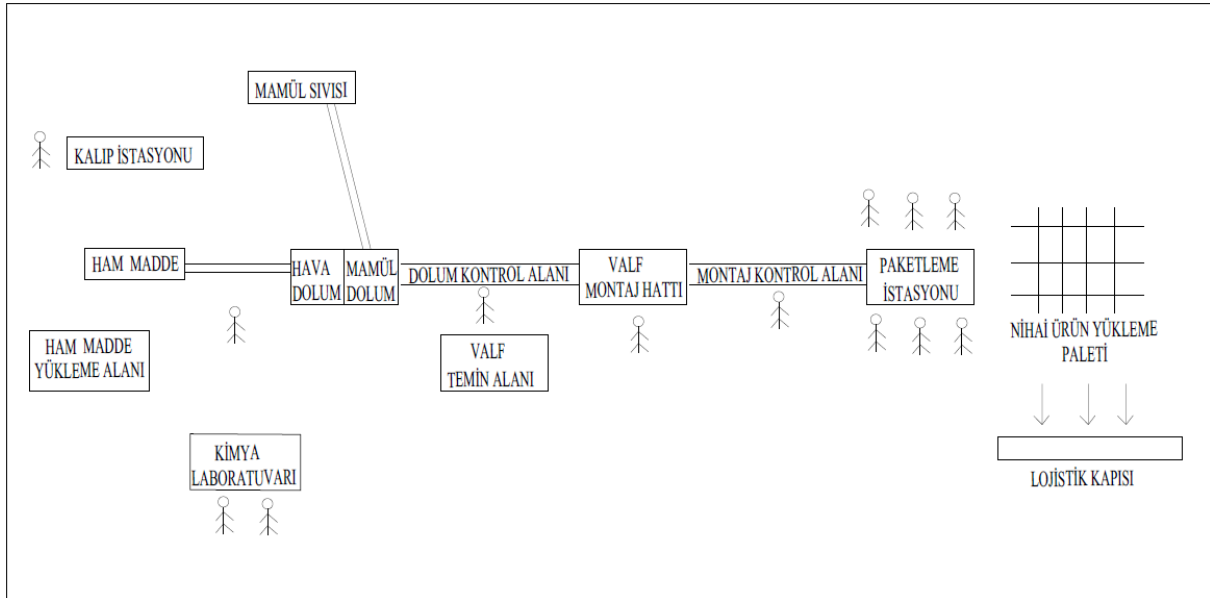 MAMÜL SIVISI
KALIP İSTASYONU
HAM MADDE
HAVA
DOLUM
MAMÜL
DOLUM
DOLUM KONTROL ALANI
VALF
MONTAJ HATTI
MONTAJ KONTROL ALANI
PAKETLEME
İSTASYONU
NİHAİ ÜRÜN YÜKLEME
PALETİ
HAM MADDE
YÜKLEME ALANI
VALF
TEMİN ALANI
KİMYA
LABORATUVARI
LOJİSTİK KAPISI